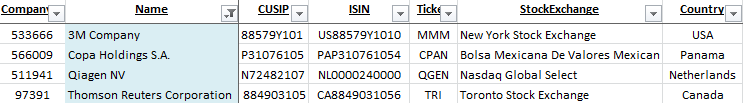 Company Name CUSIP ISIN Ticke StockExchange Country
533666 3M Company 88579Y101 US88579Y1010 MMM New York Stock Exchange USA
566009 Copa Holdings S.A. P31076105 PAP310761054 CPAN Bolsa Mexicana De Valores Mexican Panama
511941 Qiagen NV N72482107 NL0000240000 QGEN Nasdaq Global Select Netherlands
97391 Thomson Reuters Corporation 884903105 CA8849031056 TRI Toronto Stock Exchange Canada